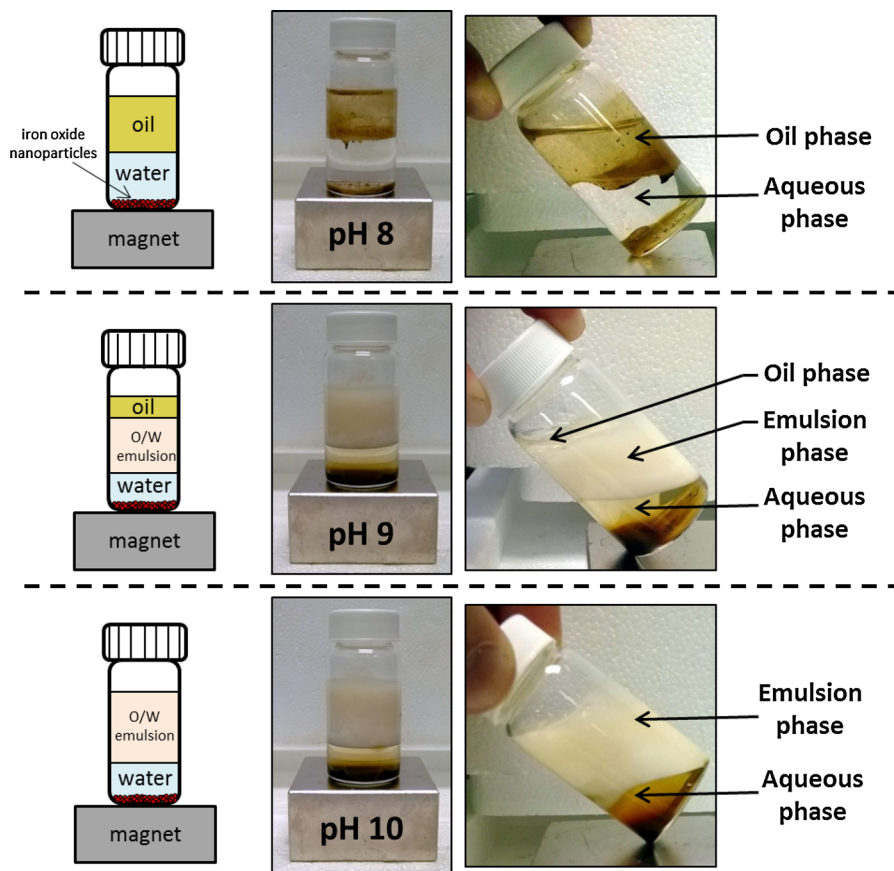 oil
iron oxide
nanoparticles
water
magnet
pH 8
Oil phase
Aqueous
phase
oil
O/W
emulsion
water
magnet
pH 9
Oil phase
Emulsion
phase
Aqueous
phase
O/W
emulsion
water
magnet
pH 10
Emulsion
phase
Aqueous
phase